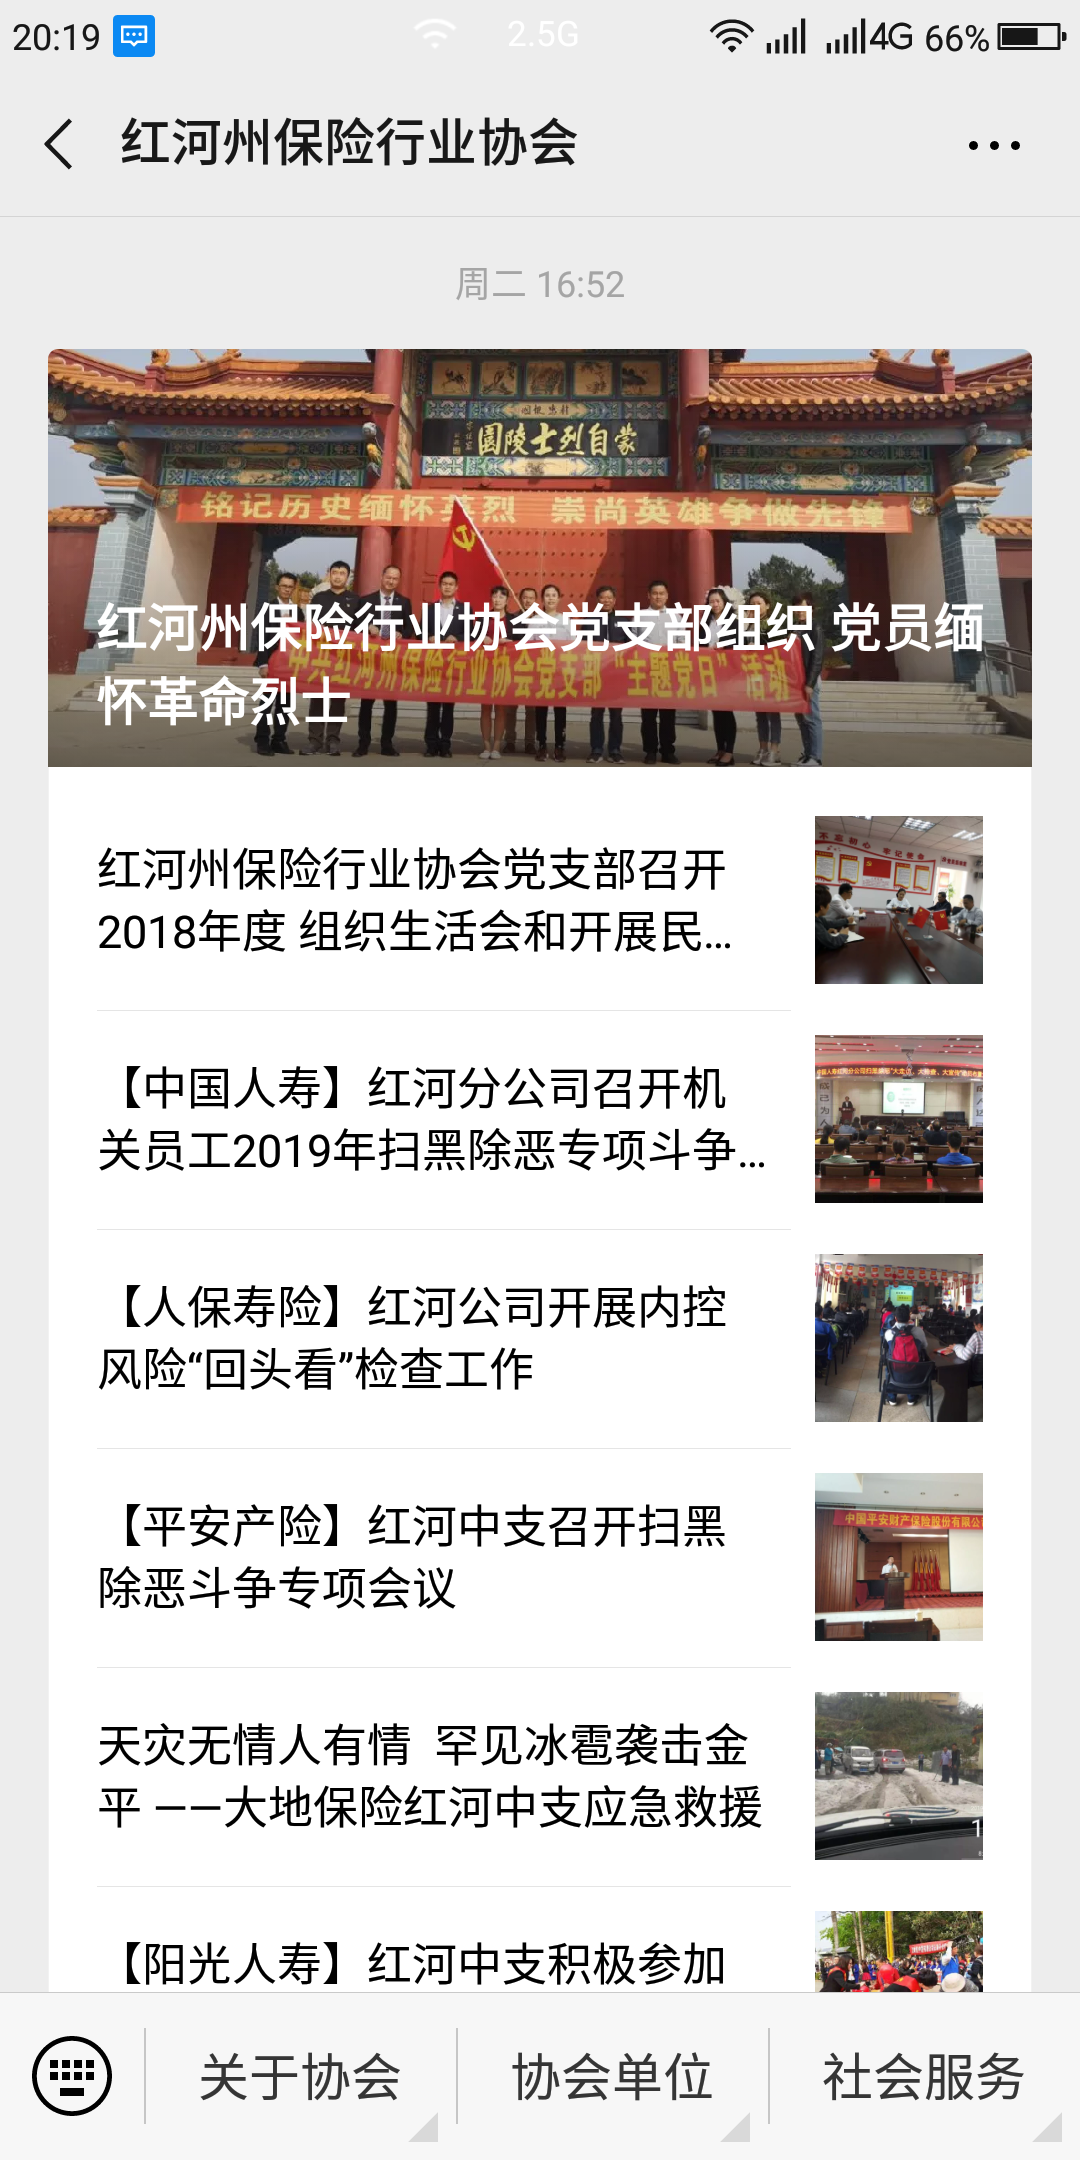 20:19
2.5G
4G 66%
红河州保险行业协会
周二 16:52
蒙自烈士陵園
铭记历史缅怀英烈 崇尚英雄争做先锋
红河州保险行业协会党支部组织 党员缅
怀革命烈士
中共红河州保险行业协会党支部“主题党日”活动
红河州保险行业协会党支部召开
2018年度 组织生活会和开展民...
不忘初心 牢记使命
【中国人寿】红河分公司召开机
关员工2019年扫黑除恶专项斗争...
【人保寿险】红河公司开展内控
风险“回头看”检查工作
【平安产险】红河中支召开扫黑
除恶斗争专项会议
中国平安财产保险股份有限公
天灾无情人有情 罕见冰雹袭击金
平 ——大地保险红河中支应急救援
【阳光人寿】红河中支积极参加
关于协会
协会单位
社会服务